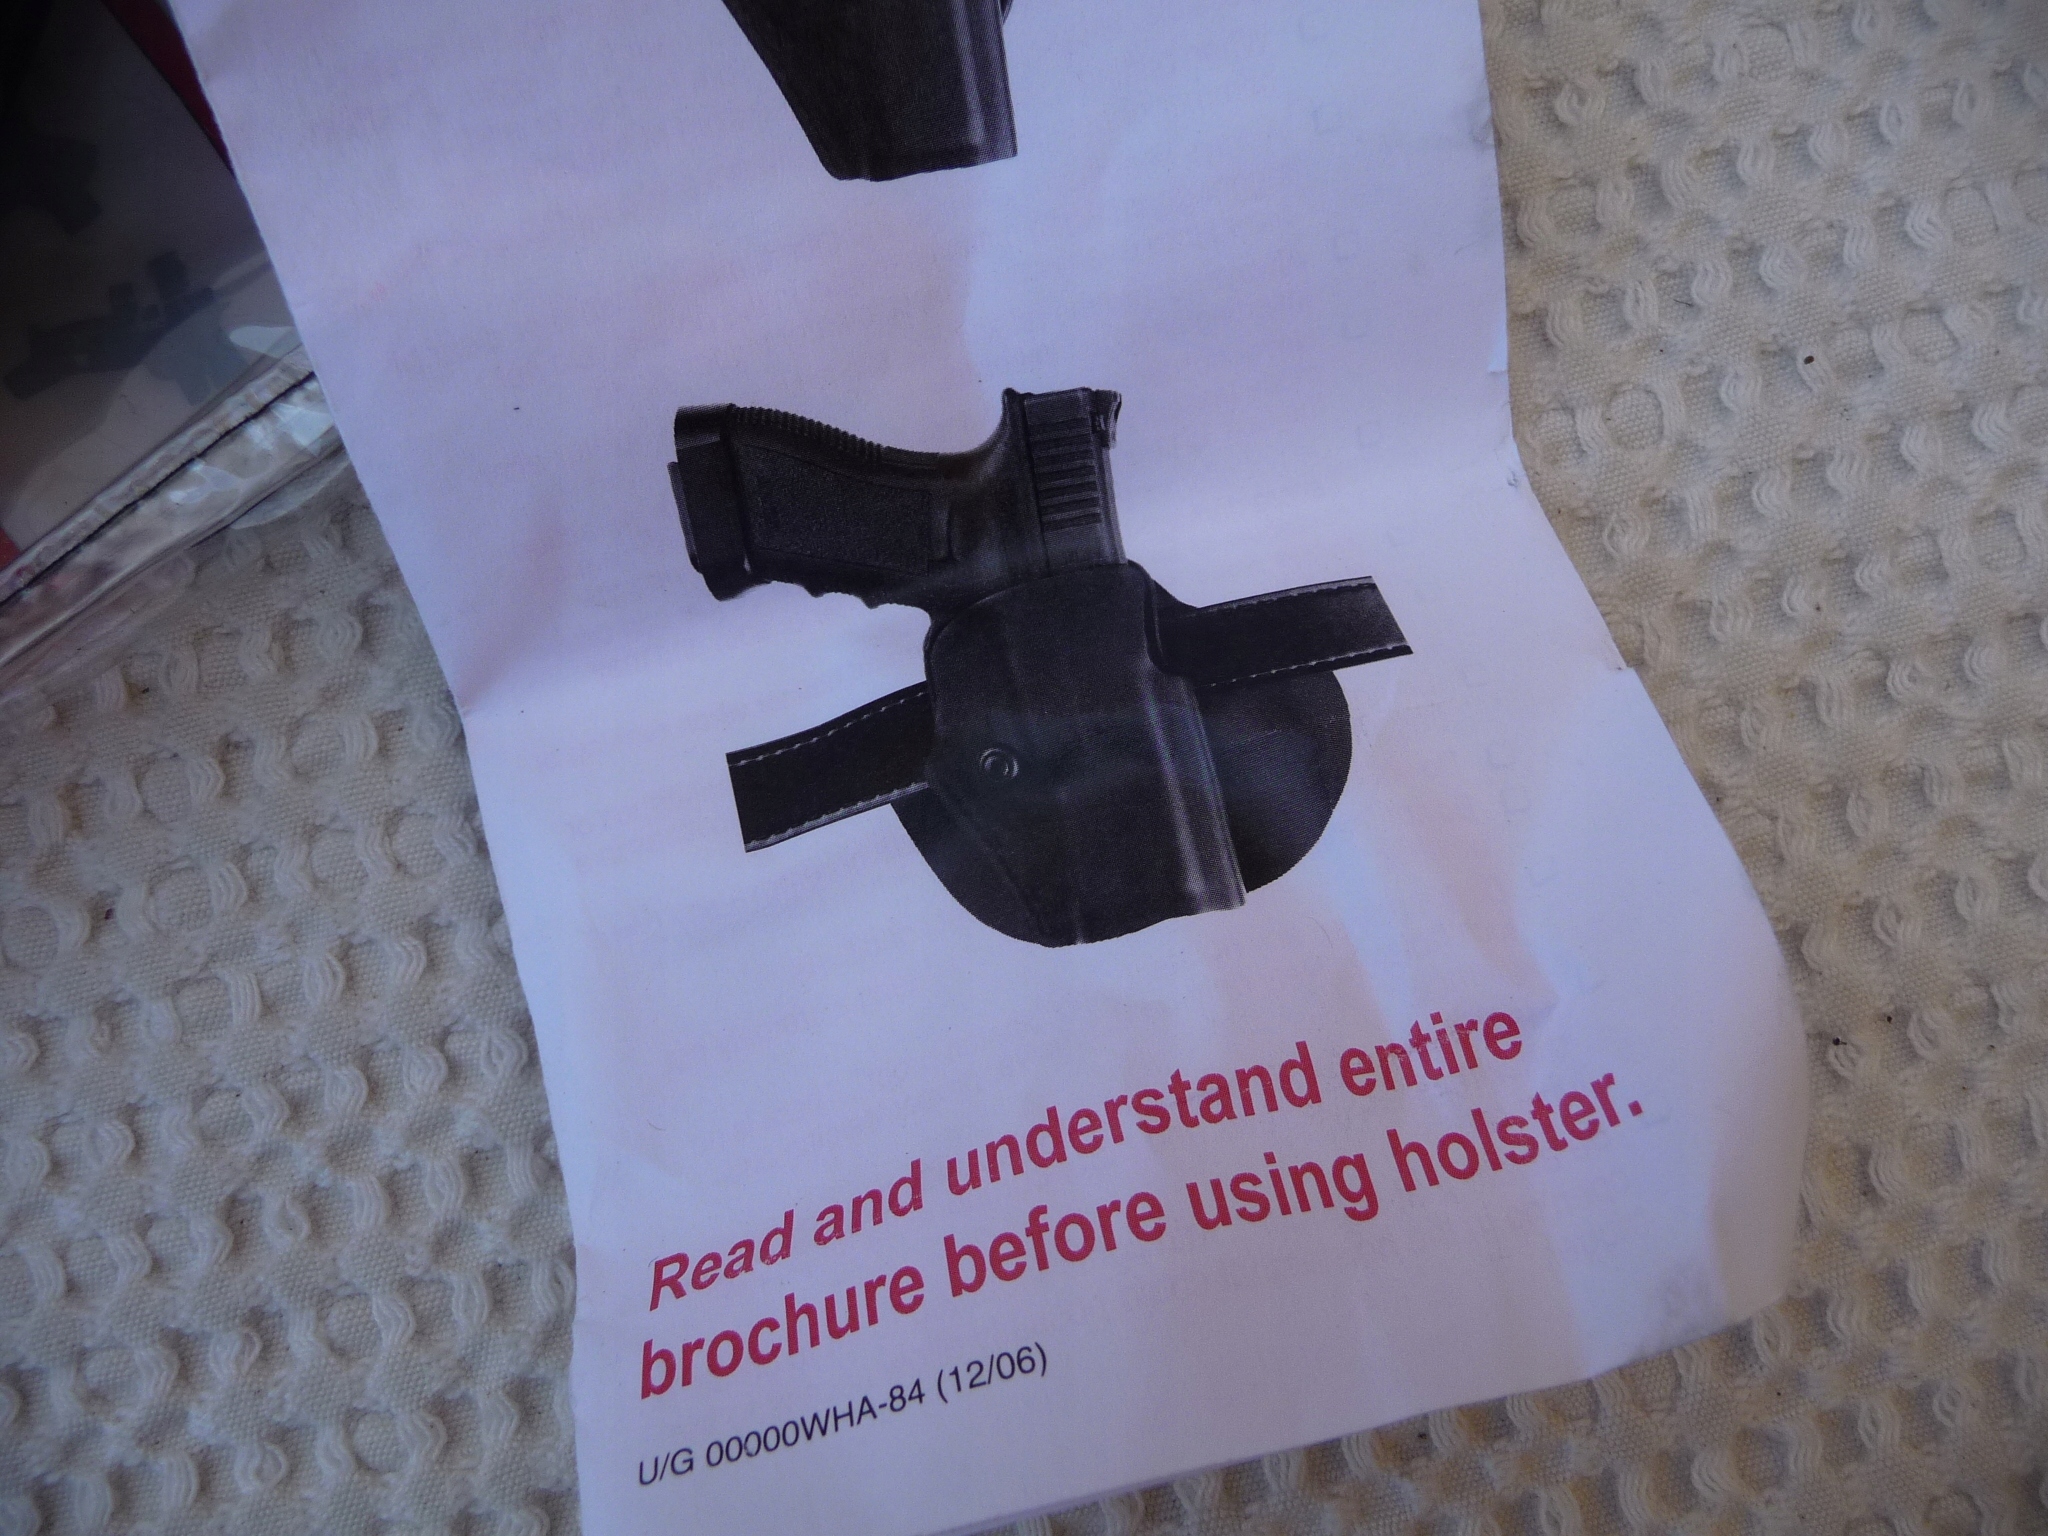 Read and understand entire
brochure before using holster.
U/G 00000WHA-84 (12/06)